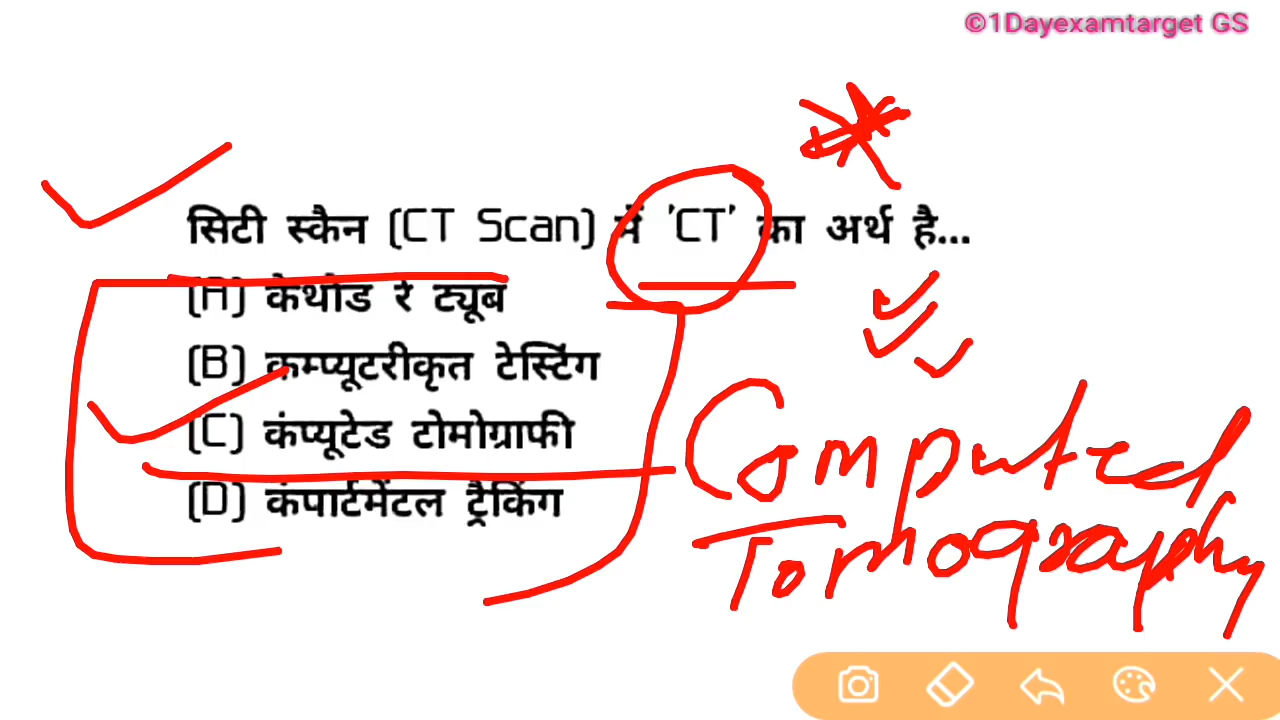 ©1Dayexamtarget GS
सिटी स्कैन (CT Scan) में 'CT' का अर्थ है...
(A) केथोड रे ट्यूब
(B) कम्प्यूटरीकृत टेस्टिंग
(C) कंप्यूटेड टोमोग्राफी
(D) कंपार्टमेंटल ट्रैकिंग
Computed
Tomography